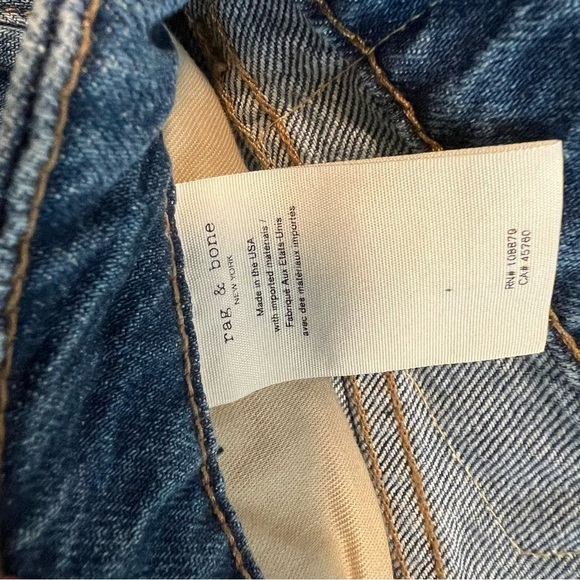 rag & bone
NEW YORK
Made in the USA
with imported materials /
Fabriqué Aux États-Unis
avec des matériaux importés
RN# 108879
CA# 45780